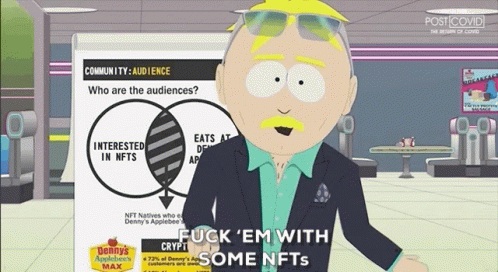 POST COVID
THE RETURN OF COVID
COMMUNITY: AUDIENCE
Who are the audiences?
INTERESTED
IN NFTS
EATS AT
NFT Natives who
Denny's Applebee's
Denny's
Applebee's
MAX
CRYPT
FUCK 'EM WITH
SOME NFTs